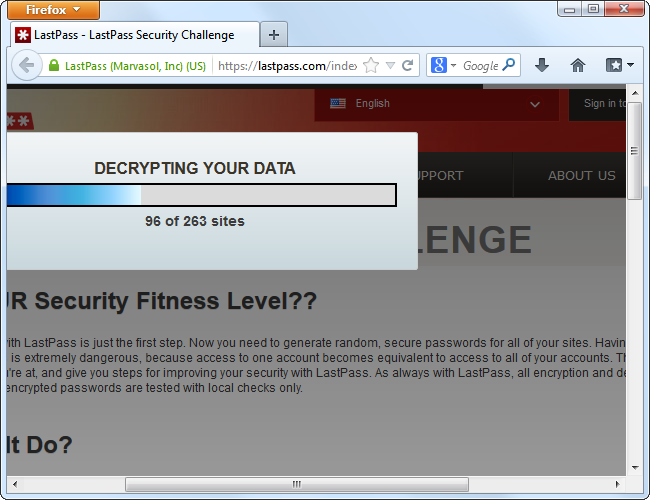 Firefox
LastPass - LastPass Security Challenge
LastPass (Marvasol, Inc) (US)
https://lastpass.com/index
Google
English
Sign in to
DECRYPTING YOUR DATA
96 of 263 sites
UPPORT
ABOUT US
LENGE
UR Security Fitness Level??
with LastPass is just the first step. Now you need to generate random, secure passwords for all of your sites. Havin
is extremely dangerous, because access to one account becomes equivalent to access to all of your accounts. Th
u're at, and give you steps for improving your security with LastPass. As always with LastPass, all encryption and de
encrypted passwords are tested with local checks only.
It Do?